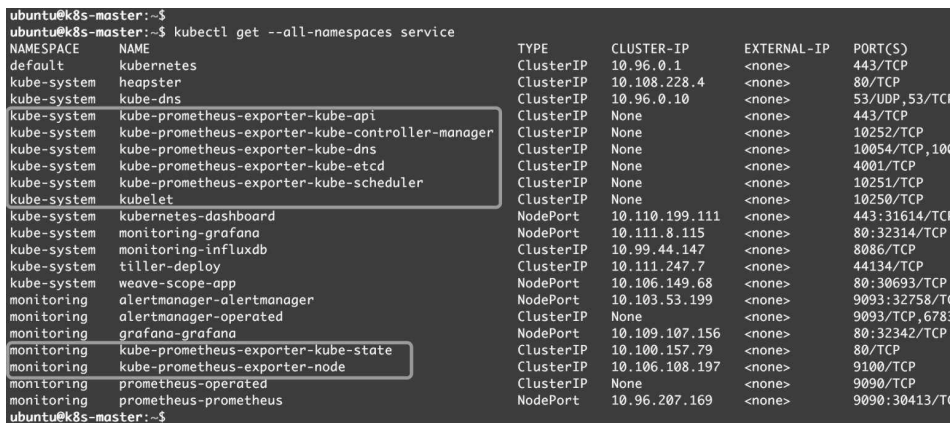 ubuntu@k8s-master:~$
ubuntu@k8s-master:~$ kubectl get --all-namespaces service
NAMESPACE NAME TYPE CLUSTER-IP EXTERNAL-IP PORT(S)
default kubernetes ClusterIP 10.96.0.1 <none> 443/TCP
kube-system heapster ClusterIP 10.108.228.4 <none> 80/TCP
kube-system kube-dns ClusterIP 10.96.0.10 <none> 53/UDP,53/TCP
kube-system kube-prometheus-exporter-kube-api ClusterIP None <none> 443/TCP
kube-system kube-prometheus-exporter-kube-controller-manager ClusterIP None <none> 10252/TCP
kube-system kube-prometheus-exporter-kube-dns ClusterIP None <none> 10054/TCP,100
kube-system kube-prometheus-exporter-kube-etcd ClusterIP None <none> 4001/TCP
kube-system kube-prometheus-exporter-kube-scheduler ClusterIP None <none> 10251/TCP
kube-system kubelet ClusterIP None <none> 10250/TCP
kube-system kubernetes-dashboard NodePort 10.110.199.111 <none> 443:31614/TCP
kube-system monitoring-grafana NodePort 10.111.8.115 <none> 80:32314/TCP
kube-system monitoring-influxdb ClusterIP 10.99.44.147 <none> 8086/TCP
kube-system tiller-deploy ClusterIP 10.111.247.7 <none> 44134/TCP
kube-system weave-scope-app NodePort 10.106.149.68 <none> 80:30693/TCP
monitoring alertmanager-alertmanager NodePort 10.103.53.199 <none> 9093:32758/TC
monitoring alertmanager-operated ClusterIP None <none> 9093/TCP,6783
monitoring grafana-grafana NodePort 10.109.107.156 <none> 80:32342/TCP
monitoring kube-prometheus-exporter-kube-state ClusterIP 10.100.157.79 <none> 80/TCP
monitoring kube-prometheus-exporter-node ClusterIP 10.106.108.197 <none> 9100/TCP
monitoring prometheus-operated ClusterIP None <none> 9090/TCP
monitoring prometheus-prometheus NodePort 10.96.207.169 <none> 9090:30413/TC
ubuntu@k8s-master:~$